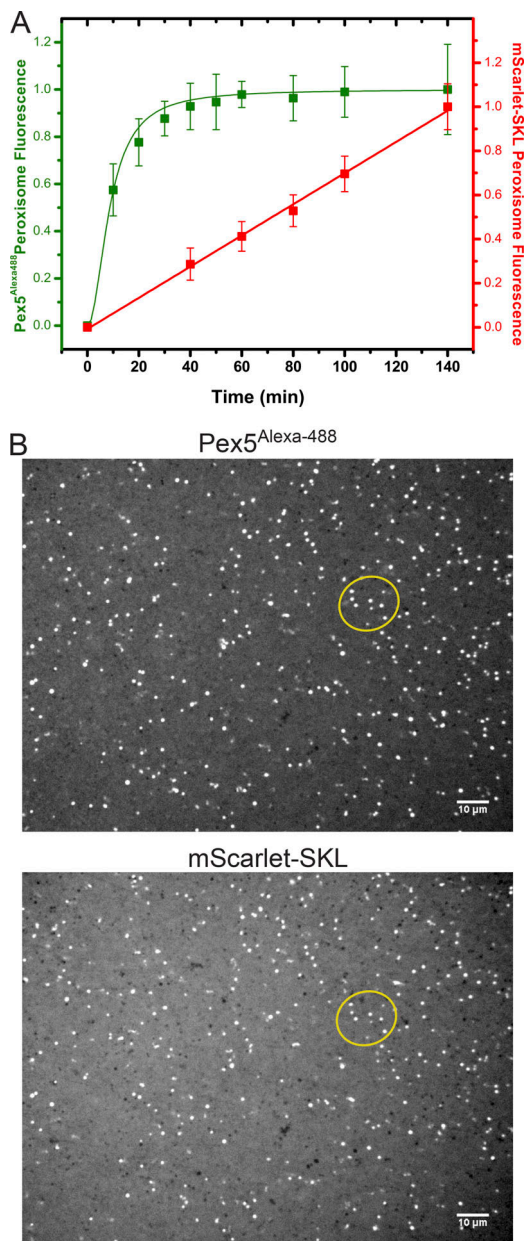 A
Pex5Alexa488Peroxisome Fluorescence
1.2
1.0
0.8
0.6
0.4
0.2
0.0
mScarlet-SKL Peroxisome Fluorescence
1.2
1.0
0.8
0.6
0.4
0.2
0.0
0 20 40 60 80 100 120 140
Time (min)
B
Pex5Alexa-488
10 µm
mScarlet-SKL
10 µm